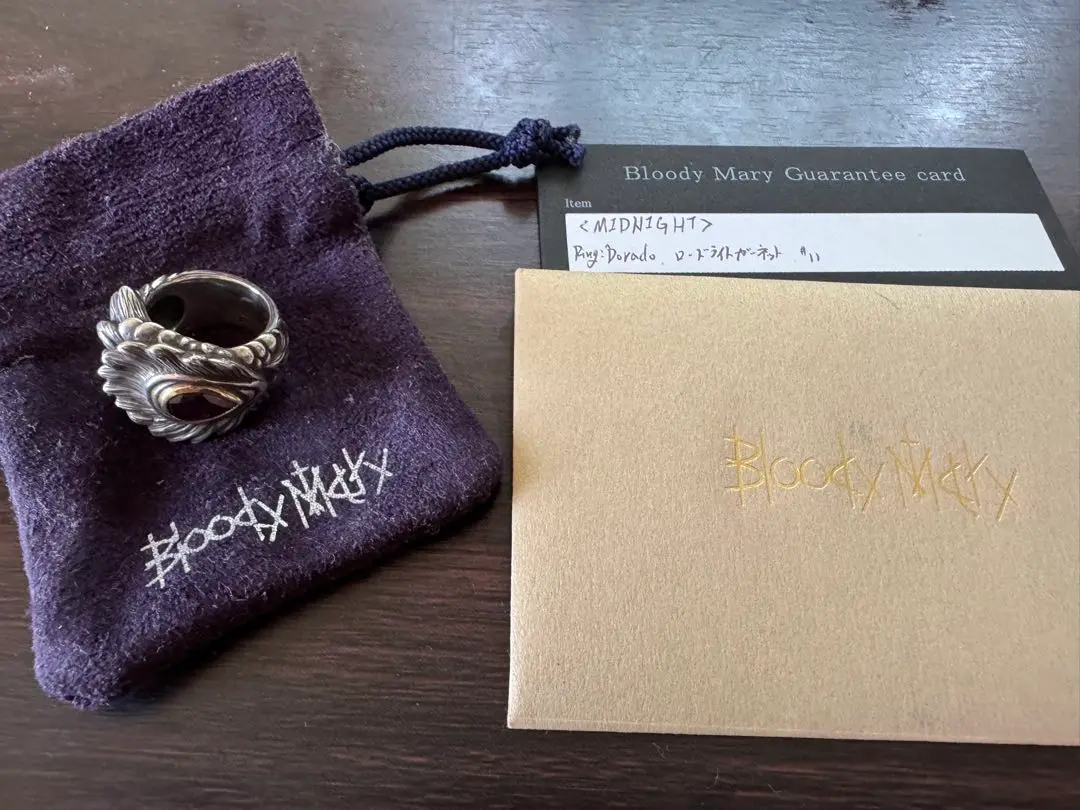 Bloody Mary Guarantee card
Item
<MIDNIGHT>
Ring:Dorado ローズライトガーネット #11
Bloody Mary
Bloody Mary